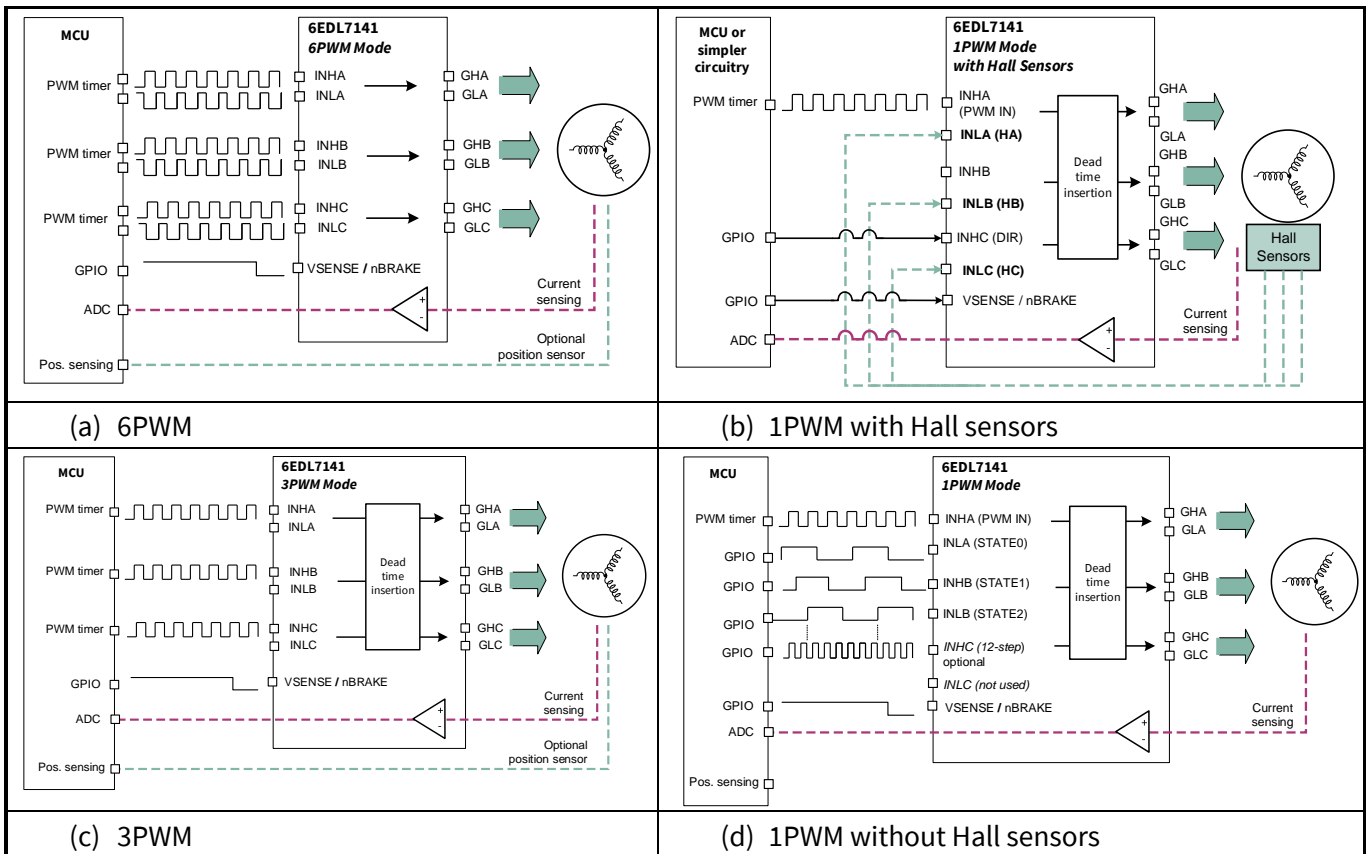 MCU
6EDL7141
6PWM Mode
PWM timer
INHA
INLA
GHA
GLA
PWM timer
INHB
INLB
GHB
GLB
PWM timer
INHC
INLC
GHC
GLC
GPIO
VSENSE / nBRAKE
ADC
+
-
Current
sensing
Optional
position sensor
Pos. sensing
(a) 6PWM
MCU or
simpler
circuitry
6EDL7141
1PWM Mode
with Hall Sensors
PWM timer
INHA
(PWM IN)
INLA (HA)
INHB
INLB (HB)
GPIO
INHC (DIR)
INLC (HC)
GPIO
VSENSE / nBRAKE
ADC
Dead
time
insertion
GHA
GLA
GHB
GLB
GHC
GLC
Hall
Sensors
Current
sensing
+
-
(b) 1PWM with Hall sensors
MCU
6EDL7141
3PWM Mode
PWM timer
INHA
INLA
GHA
GLA
PWM timer
INHB
INLB
Dead
time
insertion
GHB
GLB
PWM timer
INHC
INLC
GHC
GLC
GPIO
VSENSE / nBRAKE
ADC
+
-
Current
sensing
Optional
position sensor
Pos. sensing
(c) 3PWM
MCU
6EDL7141
1PWM Mode
PWM timer
INHA (PWM IN)
GPIO
INLA (STATE0)
GPIO
INHB (STATE1)
GPIO
INLB (STATE2)
GPIO
INHC (12-step)
optional
INLC (not used)
GPIO
VSENSE / nBRAKE
ADC
Dead
time
insertion
GHA
GLA
GHB
GLB
GHC
GLC
+
-
Current
sensing
Pos. sensing
(d) 1PWM without Hall sensors